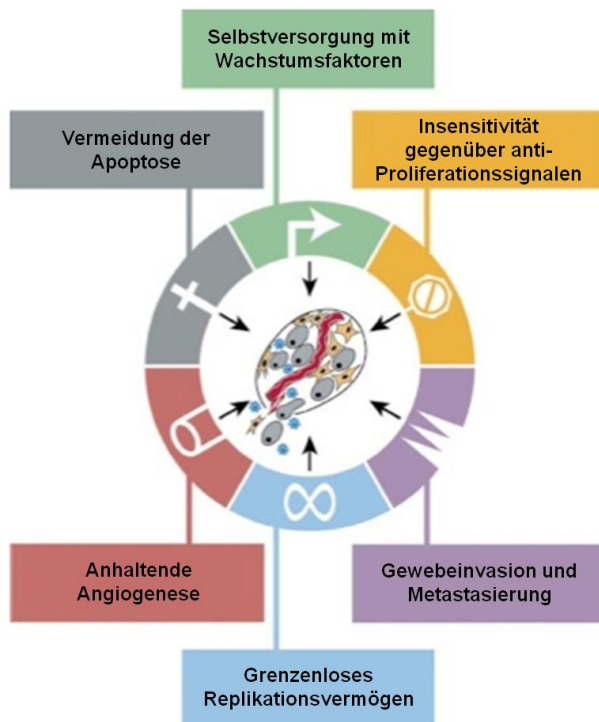 Selbstversorgung mit
Wachstumsfaktoren
Vermeidung der
Apoptose
Insensitivität
gegenüber anti-
Proliferationssignalen
Anhaltende
Angiogenese
Gewebeinvasion und
Metastasierung
Grenzenloses
Replikationsvermögen